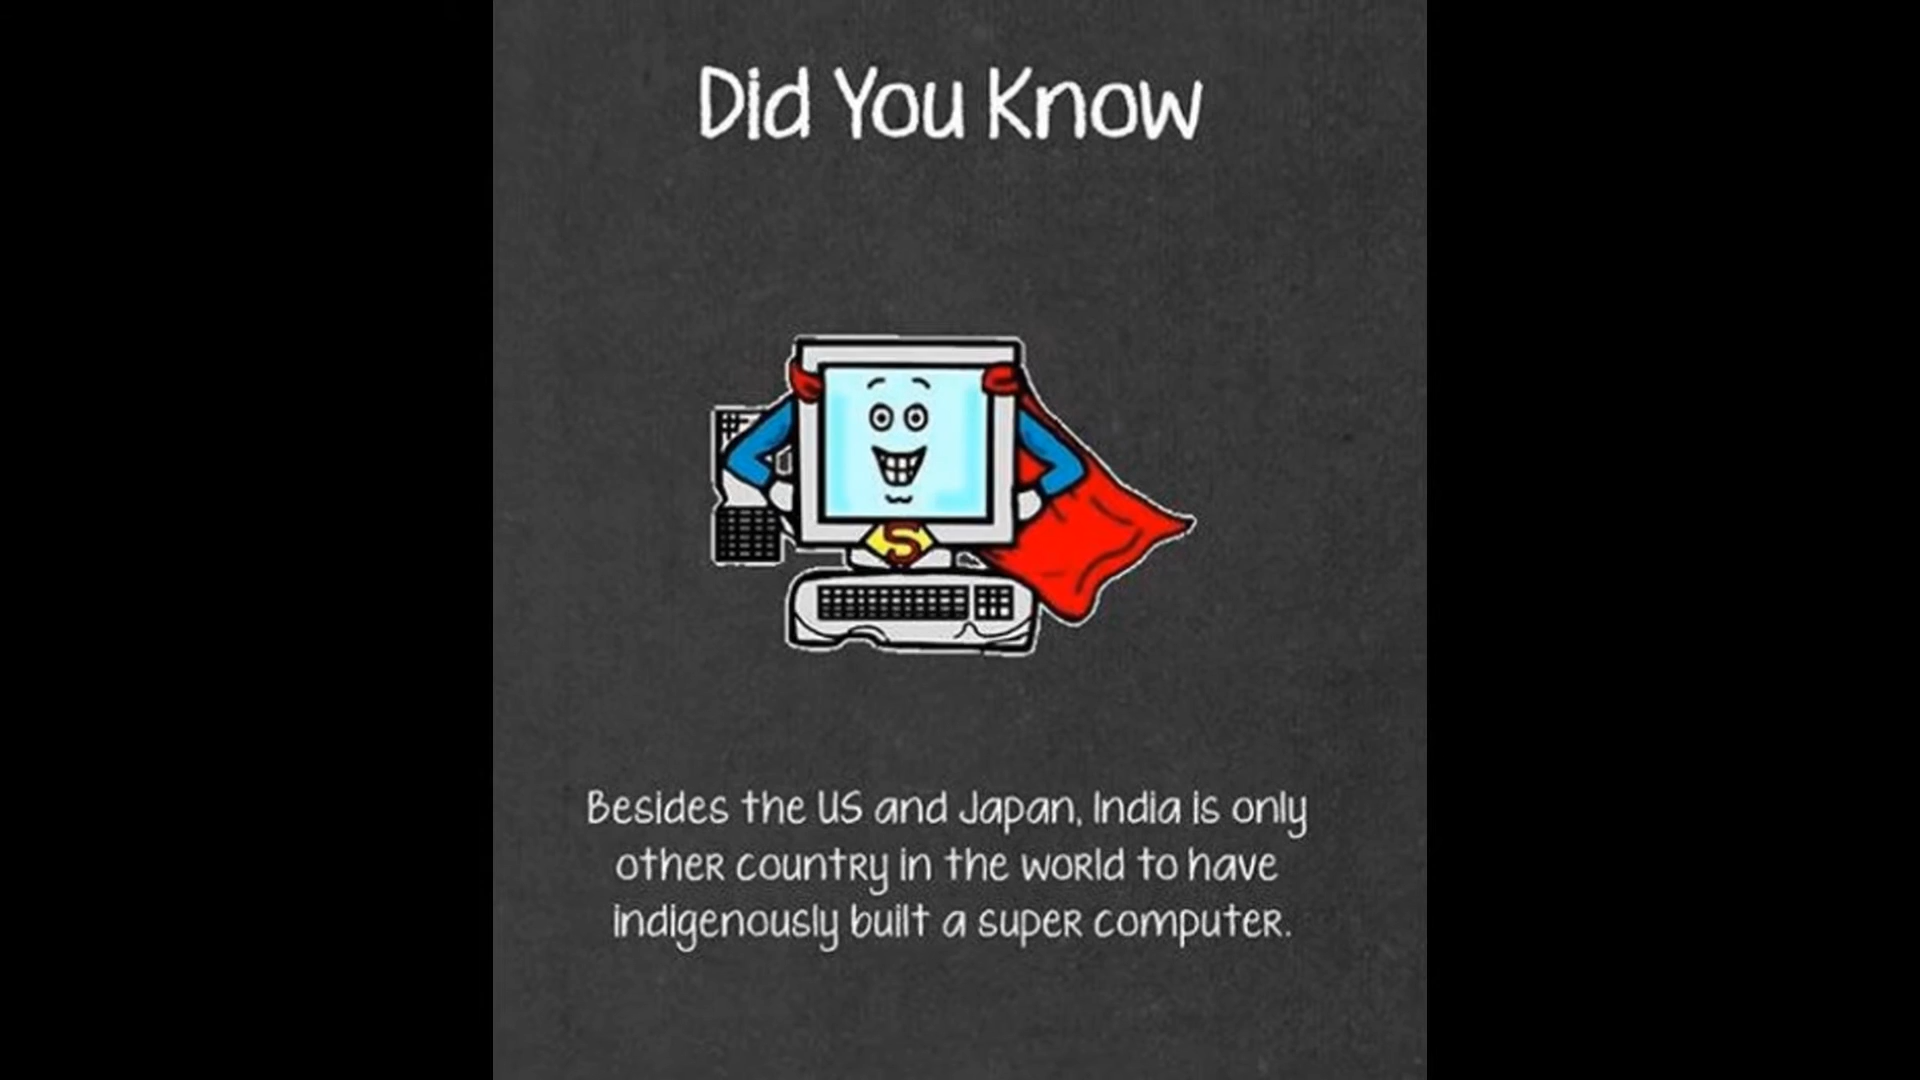 Did You Know
S
Besides the US and Japan, India is only
other country in the world to have
indigenously built a super computer.